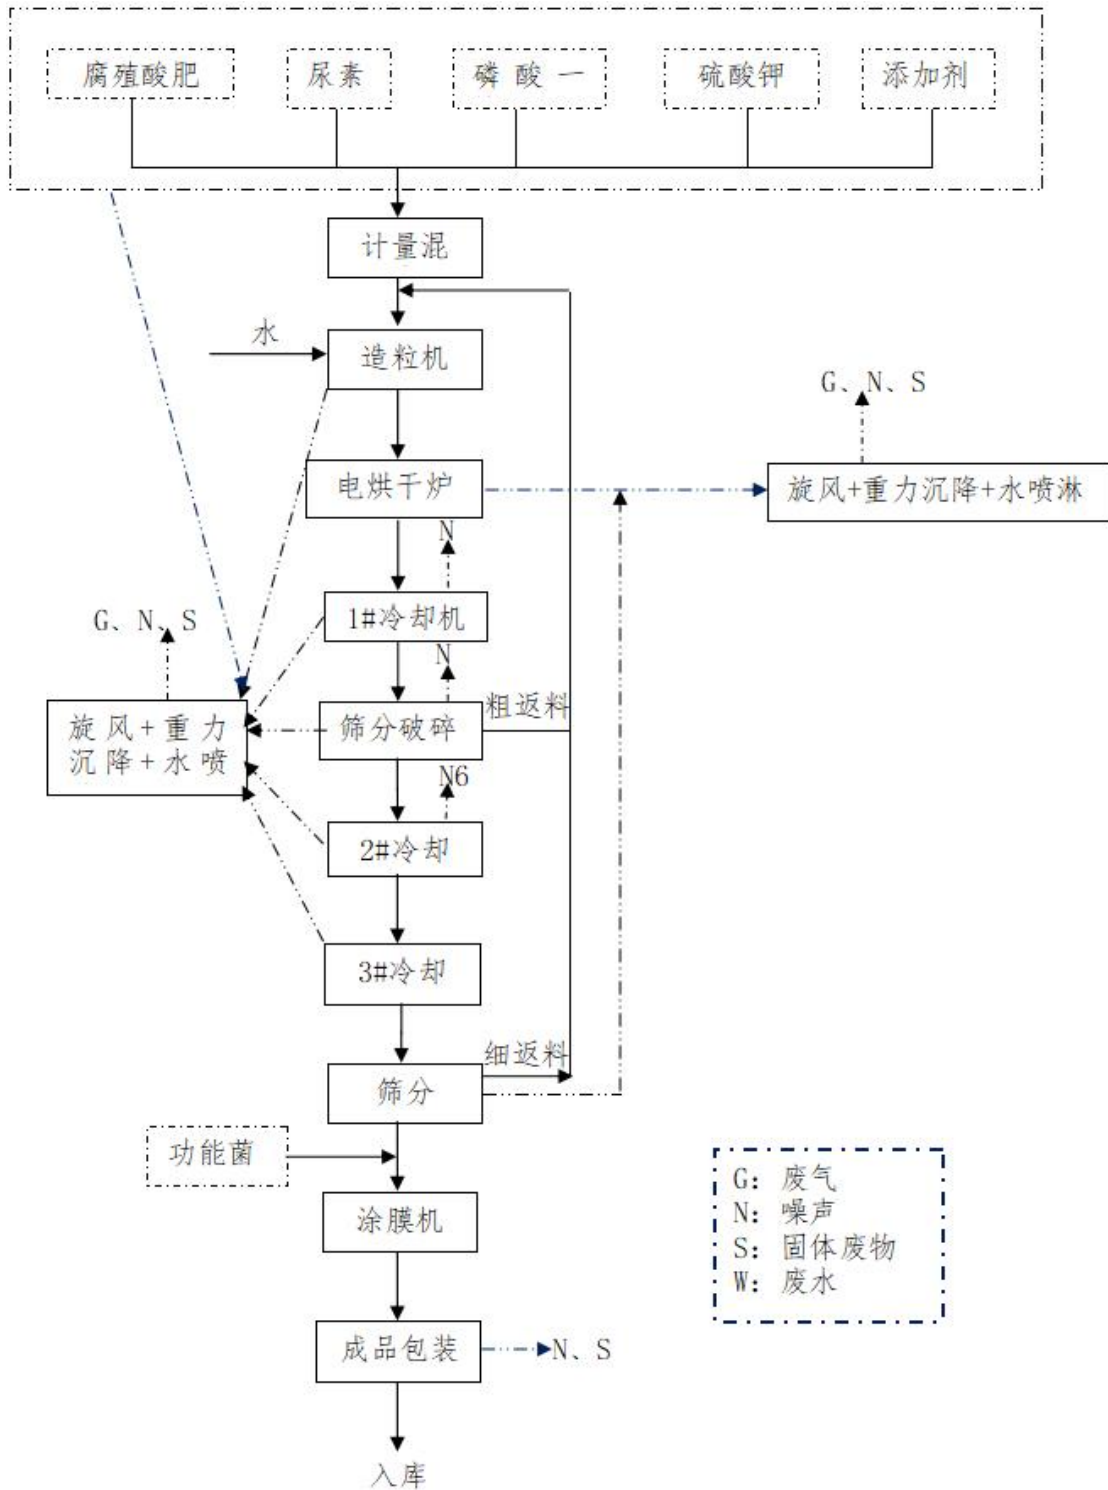 腐殖酸肥
尿素
磷 酸 一
硫酸钾
添加剂
计量混
水
造粒机
G、N、S
电烘干炉
旋风+重力沉降+水喷淋
N
1#冷却机
G、N、S
N
筛分破碎
粗返料
旋 风 + 重 力
沉 降 + 水 喷
N6
2#冷却
3#冷却
细返料
筛分
功能菌
涂膜机
G: 废气
N: 噪声
S: 固体废物
W: 废水
成品包装
N、S
入库